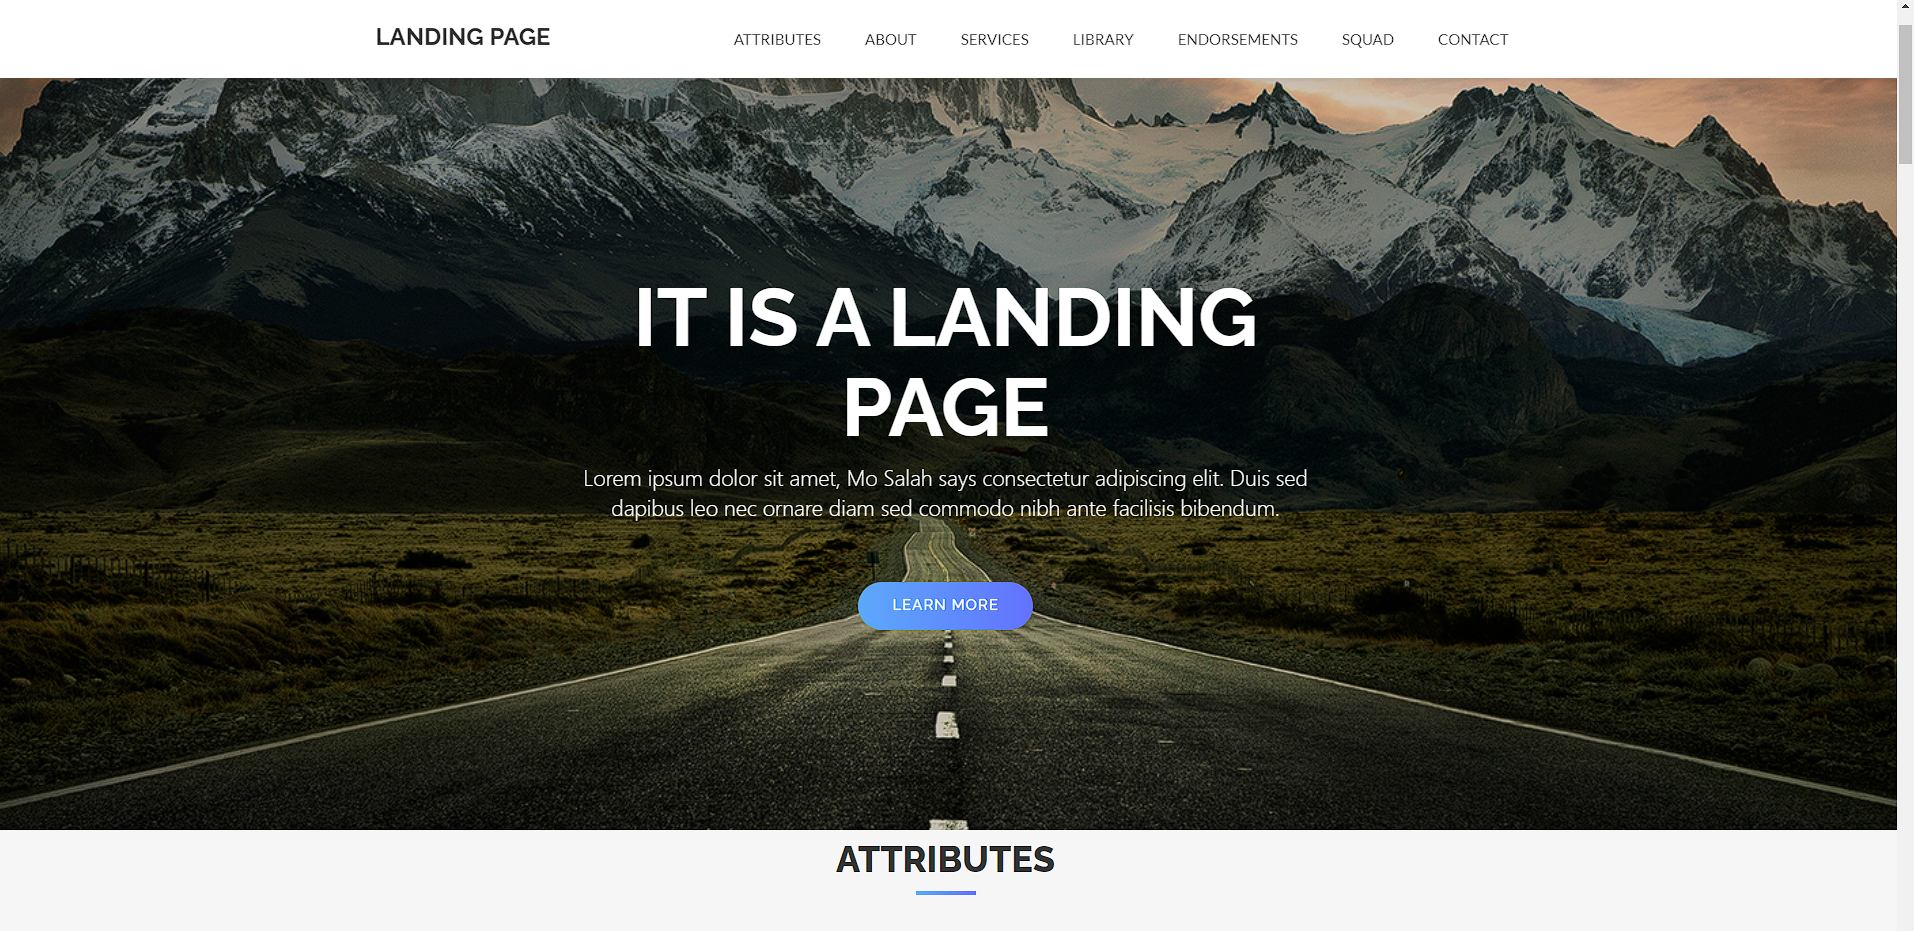 LANDING PAGE
ATTRIBUTES ABOUT SERVICES LIBRARY ENDORSEMENTS SQUAD CONTACT
IT IS A LANDING
PAGE
Lorem ipsum dolor sit amet, Mo Salah says consectetur adipiscing elit. Duis sed
dapibus leo nec ornare diam sed commodo nibh ante facilisis bibendum.
LEARN MORE
ATTRIBUTES